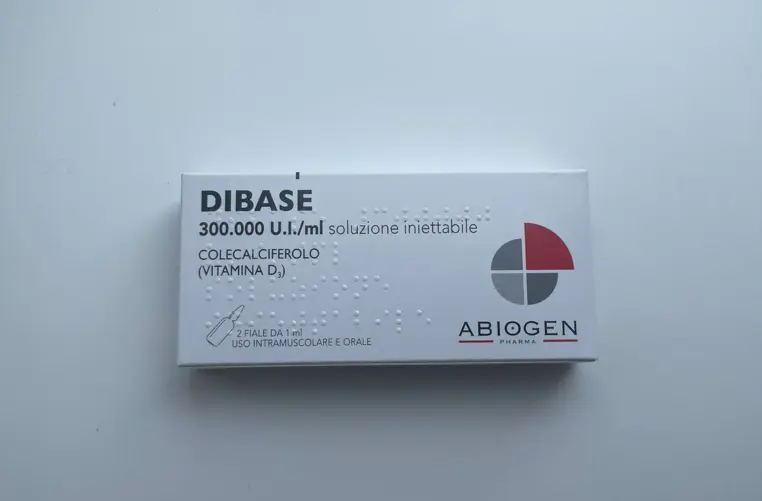 DIBASE
300.000 U.I./ml soluzione iniettabile
COLECALCIFEROLO
(VITAMINA D₃)
2 FIALE DA 1 ml
USO INTRAMUSCOLARE E ORALE
ABIOGEN
PHARMA